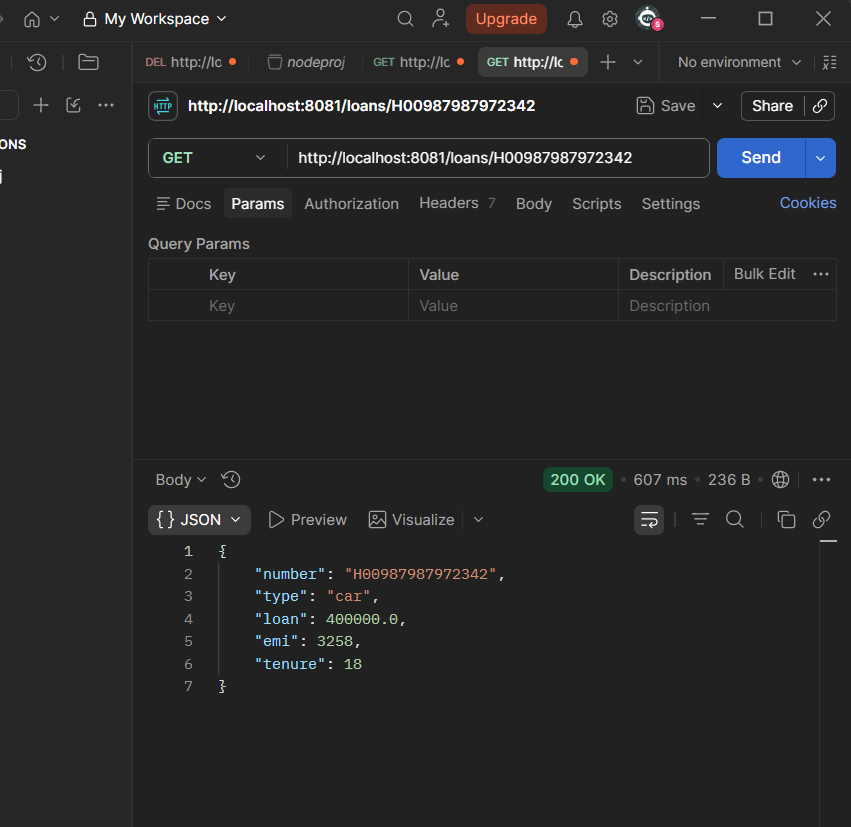 My Workspace Upgrade $
DEL http://lc nodeproj GET http://lc GET http://lc No environment
HTTP http://localhost:8081/loans/H00987987972342 Save Share
ONS
GET http://localhost:8081/loans/H00987987972342 Send
j
Docs Params Authorization Headers 7 Body Scripts Settings Cookies
Query Params
Key Value Description Bulk Edit
Key Value Description
Body 200 OK 607 ms 236 B
{} JSON Preview Visualize
1 {
2 "number": "H00987987972342",
3 "type": "car",
4 "loan": 400000.0,
5 "emi": 3258,
6 "tenure": 18
7 }